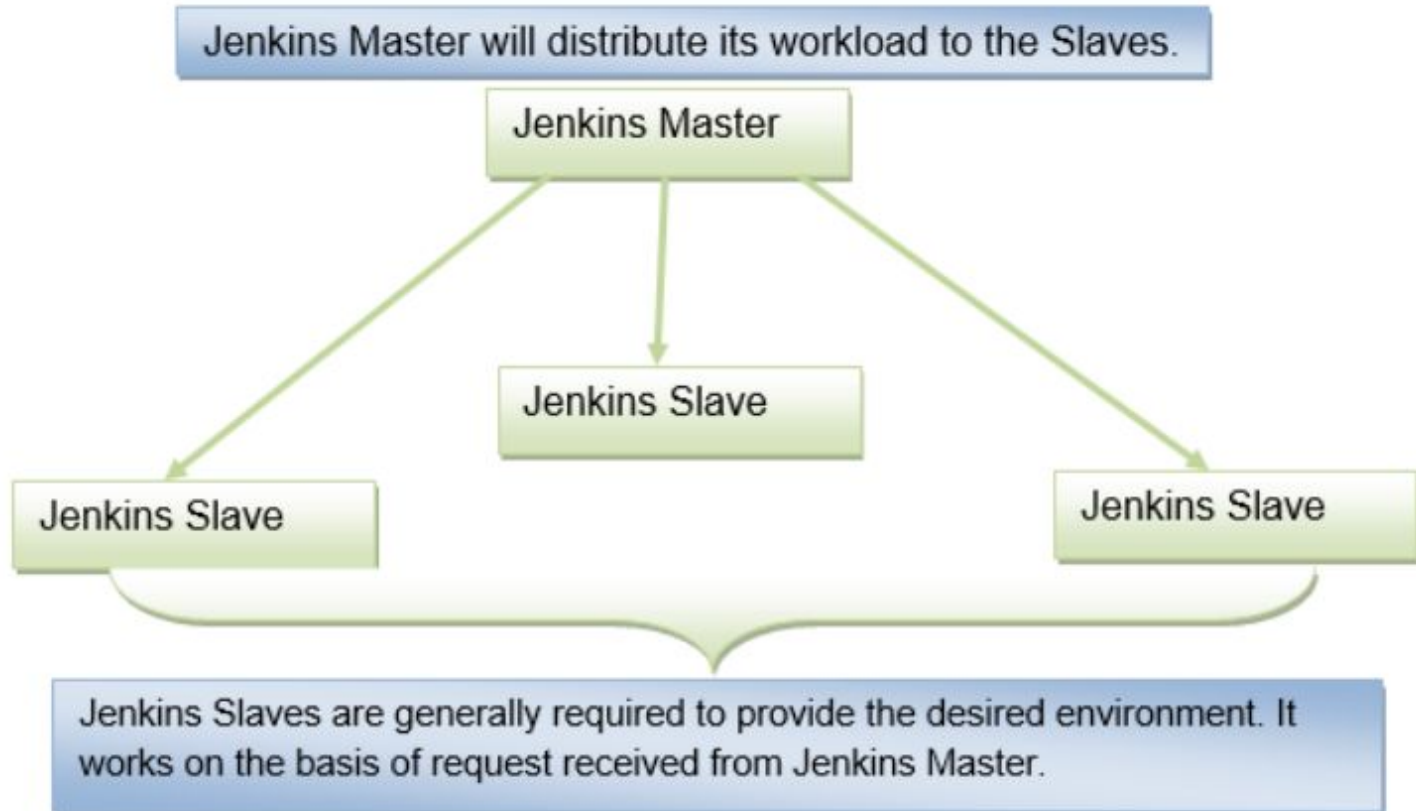 Jenkins Master will distribute its workload to the Slaves.
Jenkins Master
Jenkins Slave
Jenkins Slave
Jenkins Slave
Jenkins Slaves are generally required to provide the desired environment. It
works on the basis of request received from Jenkins Master.